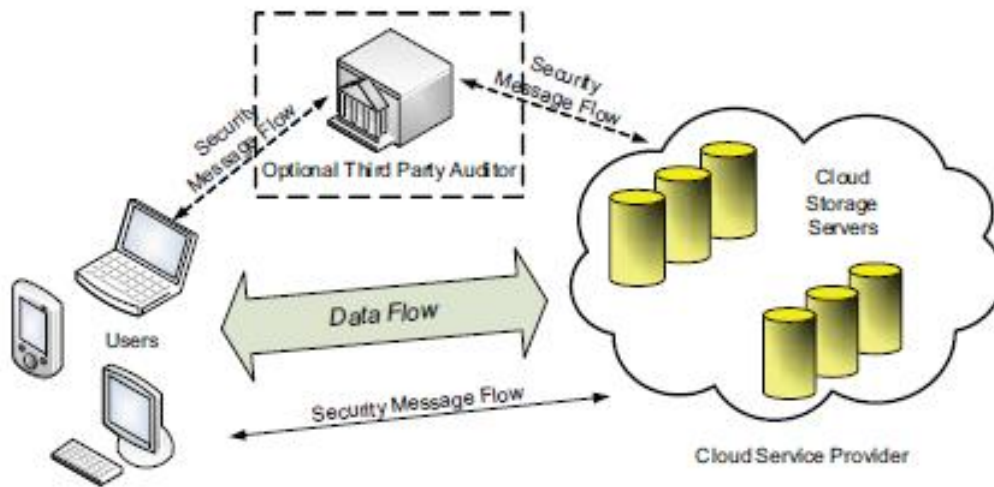 Security
Message Flow
Security
Message Flow
Optional Third Party Auditor
Cloud
Storage
Servers
Data Flow
Users
Security Message Flow
Cloud Service Provider